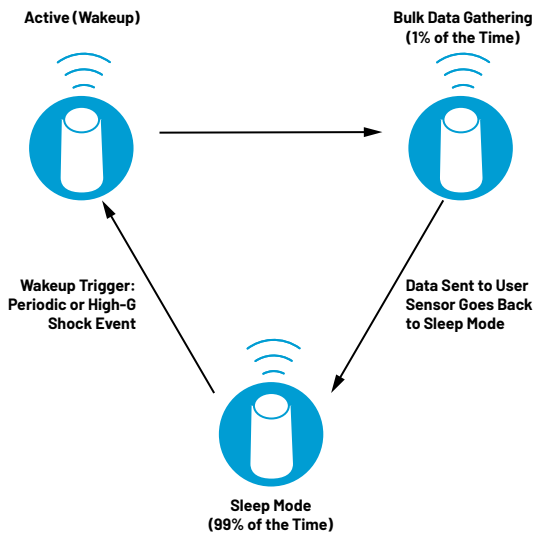 Active (Wakeup)
Bulk Data Gathering
(1% of the Time)
Wakeup Trigger:
Periodic or High-G
Shock Event
Data Sent to User
Sensor Goes Back
to Sleep Mode
Sleep Mode
(99% of the Time)